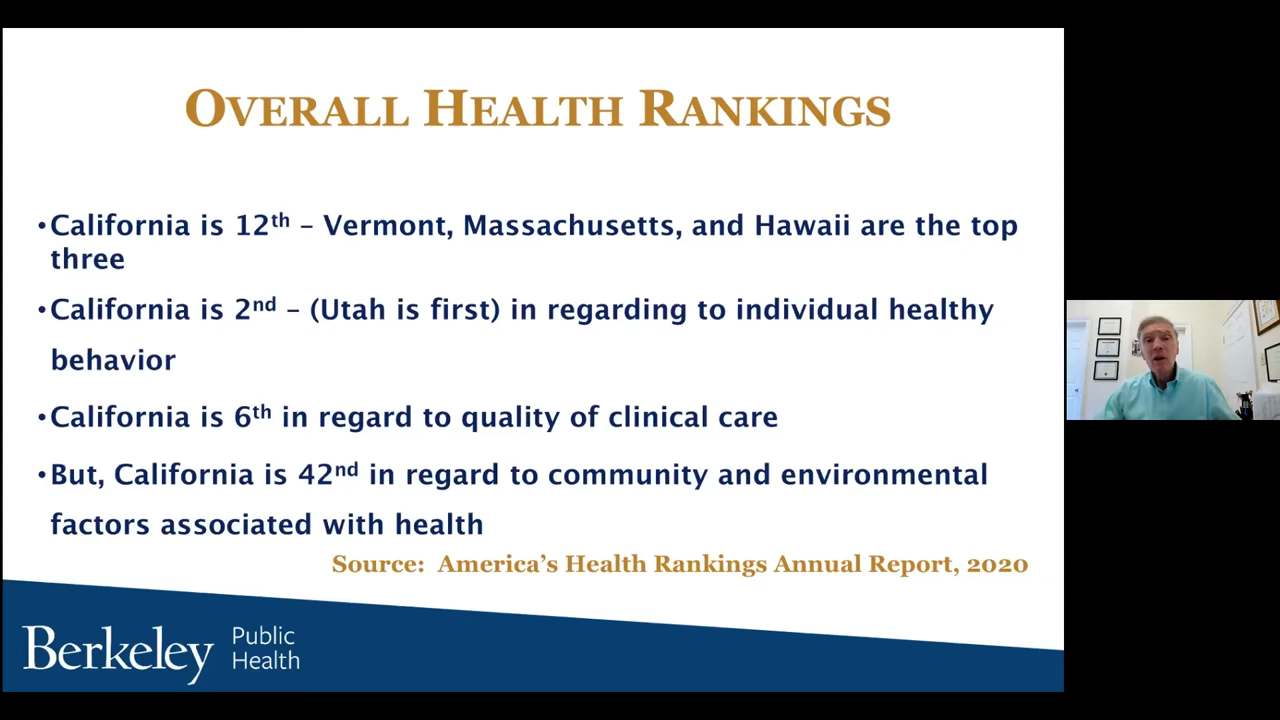 OVERALL HEALTH RANKINGS
•California is 12th – Vermont, Massachusetts, and Hawaii are the top
three
•California is 2nd – (Utah is first) in regarding to individual healthy
behavior
•California is 6th in regard to quality of clinical care
•But, California is 42nd in regard to community and environmental
factors associated with health
Source: America's Health Rankings Annual Report, 2020
Berkeley
Public
Health